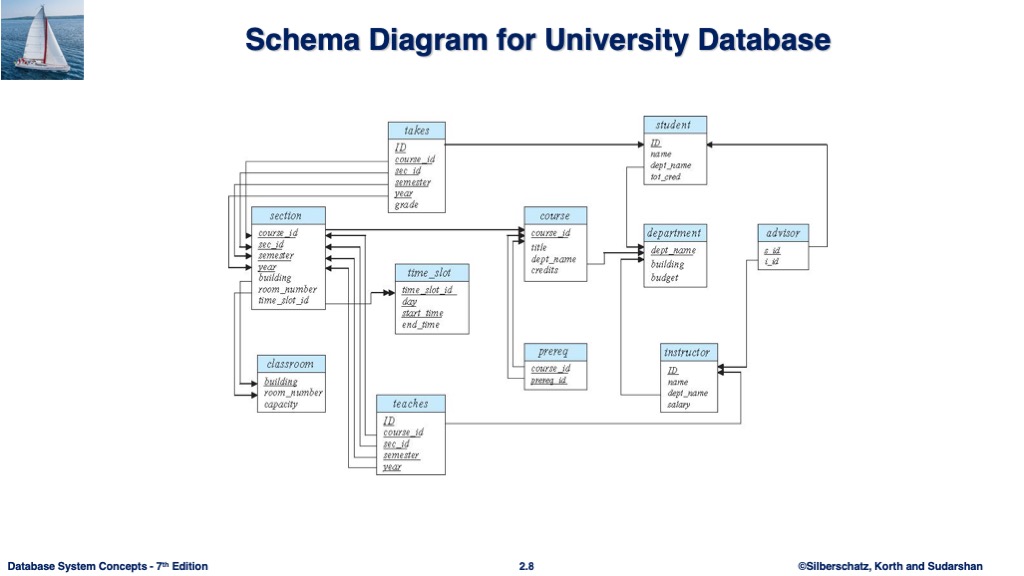 Schema Diagram for University Database
takes
ID
course_id
sec_id
semester
year
grade
student
ID
name
dept_name
tot_cred
section
course_id
sec_id
semester
year
building
room_number
time_slot_id
course
course_id
title
dept_name
credits
department
dept_name
building
budget
advisor
s_id
i_id
time_slot
time_slot_id
day
start_time
end_time
prereq
course_id
prereq_id
instructor
ID
name
dept_name
salary
classroom
building
room_number
capacity
teaches
ID
course_id
sec_id
semester
year
Database System Concepts - 7th Edition
2.8
©Silberschatz, Korth and Sudarshan